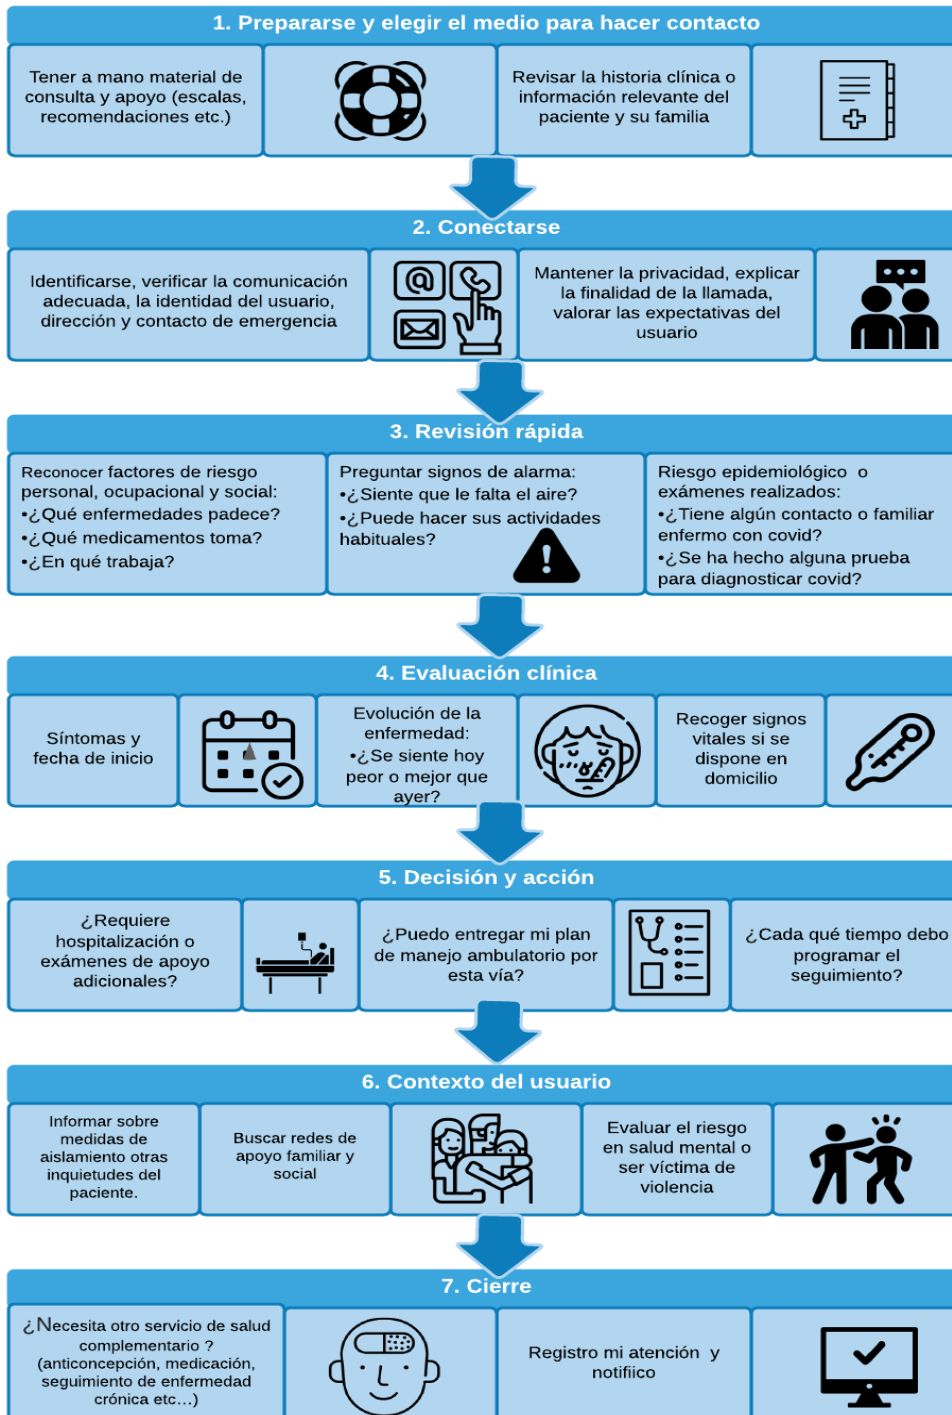 1. Prepararse y elegir el medio para hacer contacto
Tener a mano material de
consulta y apoyo (escalas,
recomendaciones etc.)
Revisar la historia clínica o
información relevante del
paciente y su familia
2. Conectarse
Identificarse, verificar la comunicación
adecuada, la identidad del usuario,
dirección y contacto de emergencia
@
Mantener la privacidad, explicar
la finalidad de la llamada,
valorar las expectativas del
usuario
3. Revisión rápida
Reconocer factores de riesgo
personal, ocupacional y social:
•¿Qué enfermedades padece?
•¿Qué medicamentos toma?
•¿En qué trabaja?
Preguntar signos de alarma:
•¿Siente que le falta el aire?
•¿Puede hacer sus actividades
habituales?
Riesgo epidemiológico o
exámenes realizados:
•¿Tiene algún contacto o familiar
enfermo con covid?
•¿Se ha hecho alguna prueba
para diagnosticar covid?
4. Evaluación clínica
Síntomas y
fecha de inicio
Evolución de la
enfermedad:
•¿Se siente hoy
peor o mejor que
ayer?
Recoger signos
vitales si se
dispone en
domicilio
5. Decisión y acción
¿Requiere
hospitalización o
exámenes de apoyo
adicionales?
¿Puedo entregar mi plan
de manejo ambulatorio por
esta vía?
¿Cada qué tiempo debo
programar el
seguimiento?
6. Contexto del usuario
Informar sobre
medidas de
aislamiento otras
inquietudes del
paciente.
Buscar redes de
apoyo familiar y
social
Evaluar el riesgo
en salud mental o
ser víctima de
violencia
7. Cierre
¿Necesita otro servicio de salud
complementario ?
(anticoncepción, medicación,
seguimiento de enfermedad
crónica etc...)
Registro mi atención y
notifiico